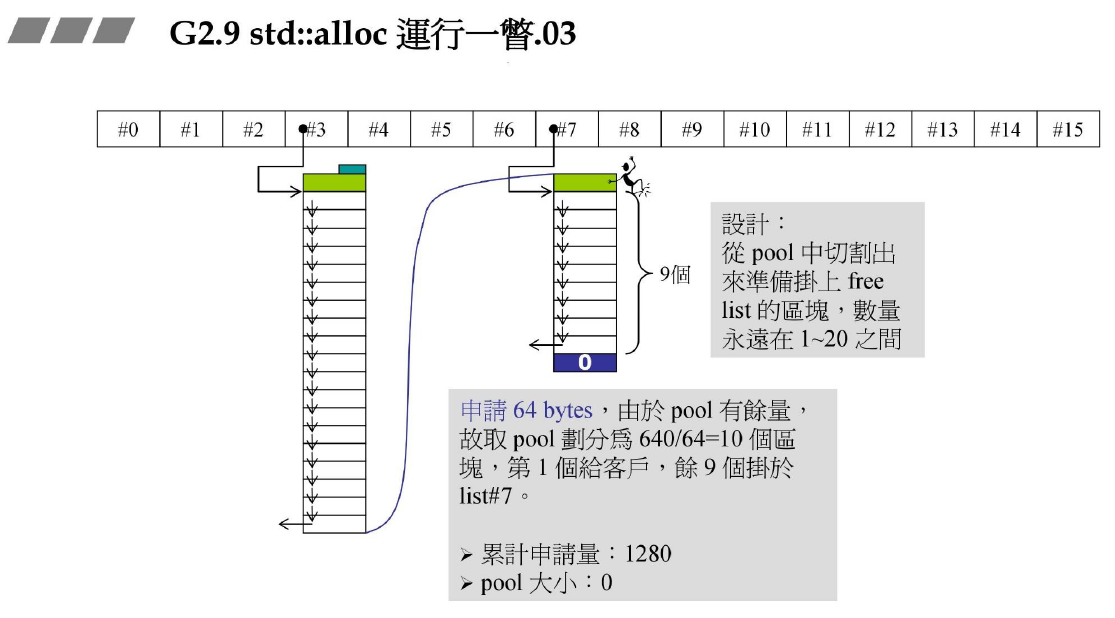 G2.9 std::alloc 運行一瞥.03
#0 #1 #2 #3 #4 #5 #6 #7 #8 #9 #10 #11 #12 #13 #14 #15
9個
0
設計：
從 pool 中切割出
來準備掛上 free
list 的區塊，數量
永遠在 1~20 之間
申請 64 bytes，由於 pool 有餘量，
故取 pool 劃分爲 640/64=10 個區
塊，第 1 個給客戶，餘 9 個掛於
list#7。
➢ 累計申請量：1280
➢ pool 大小：0